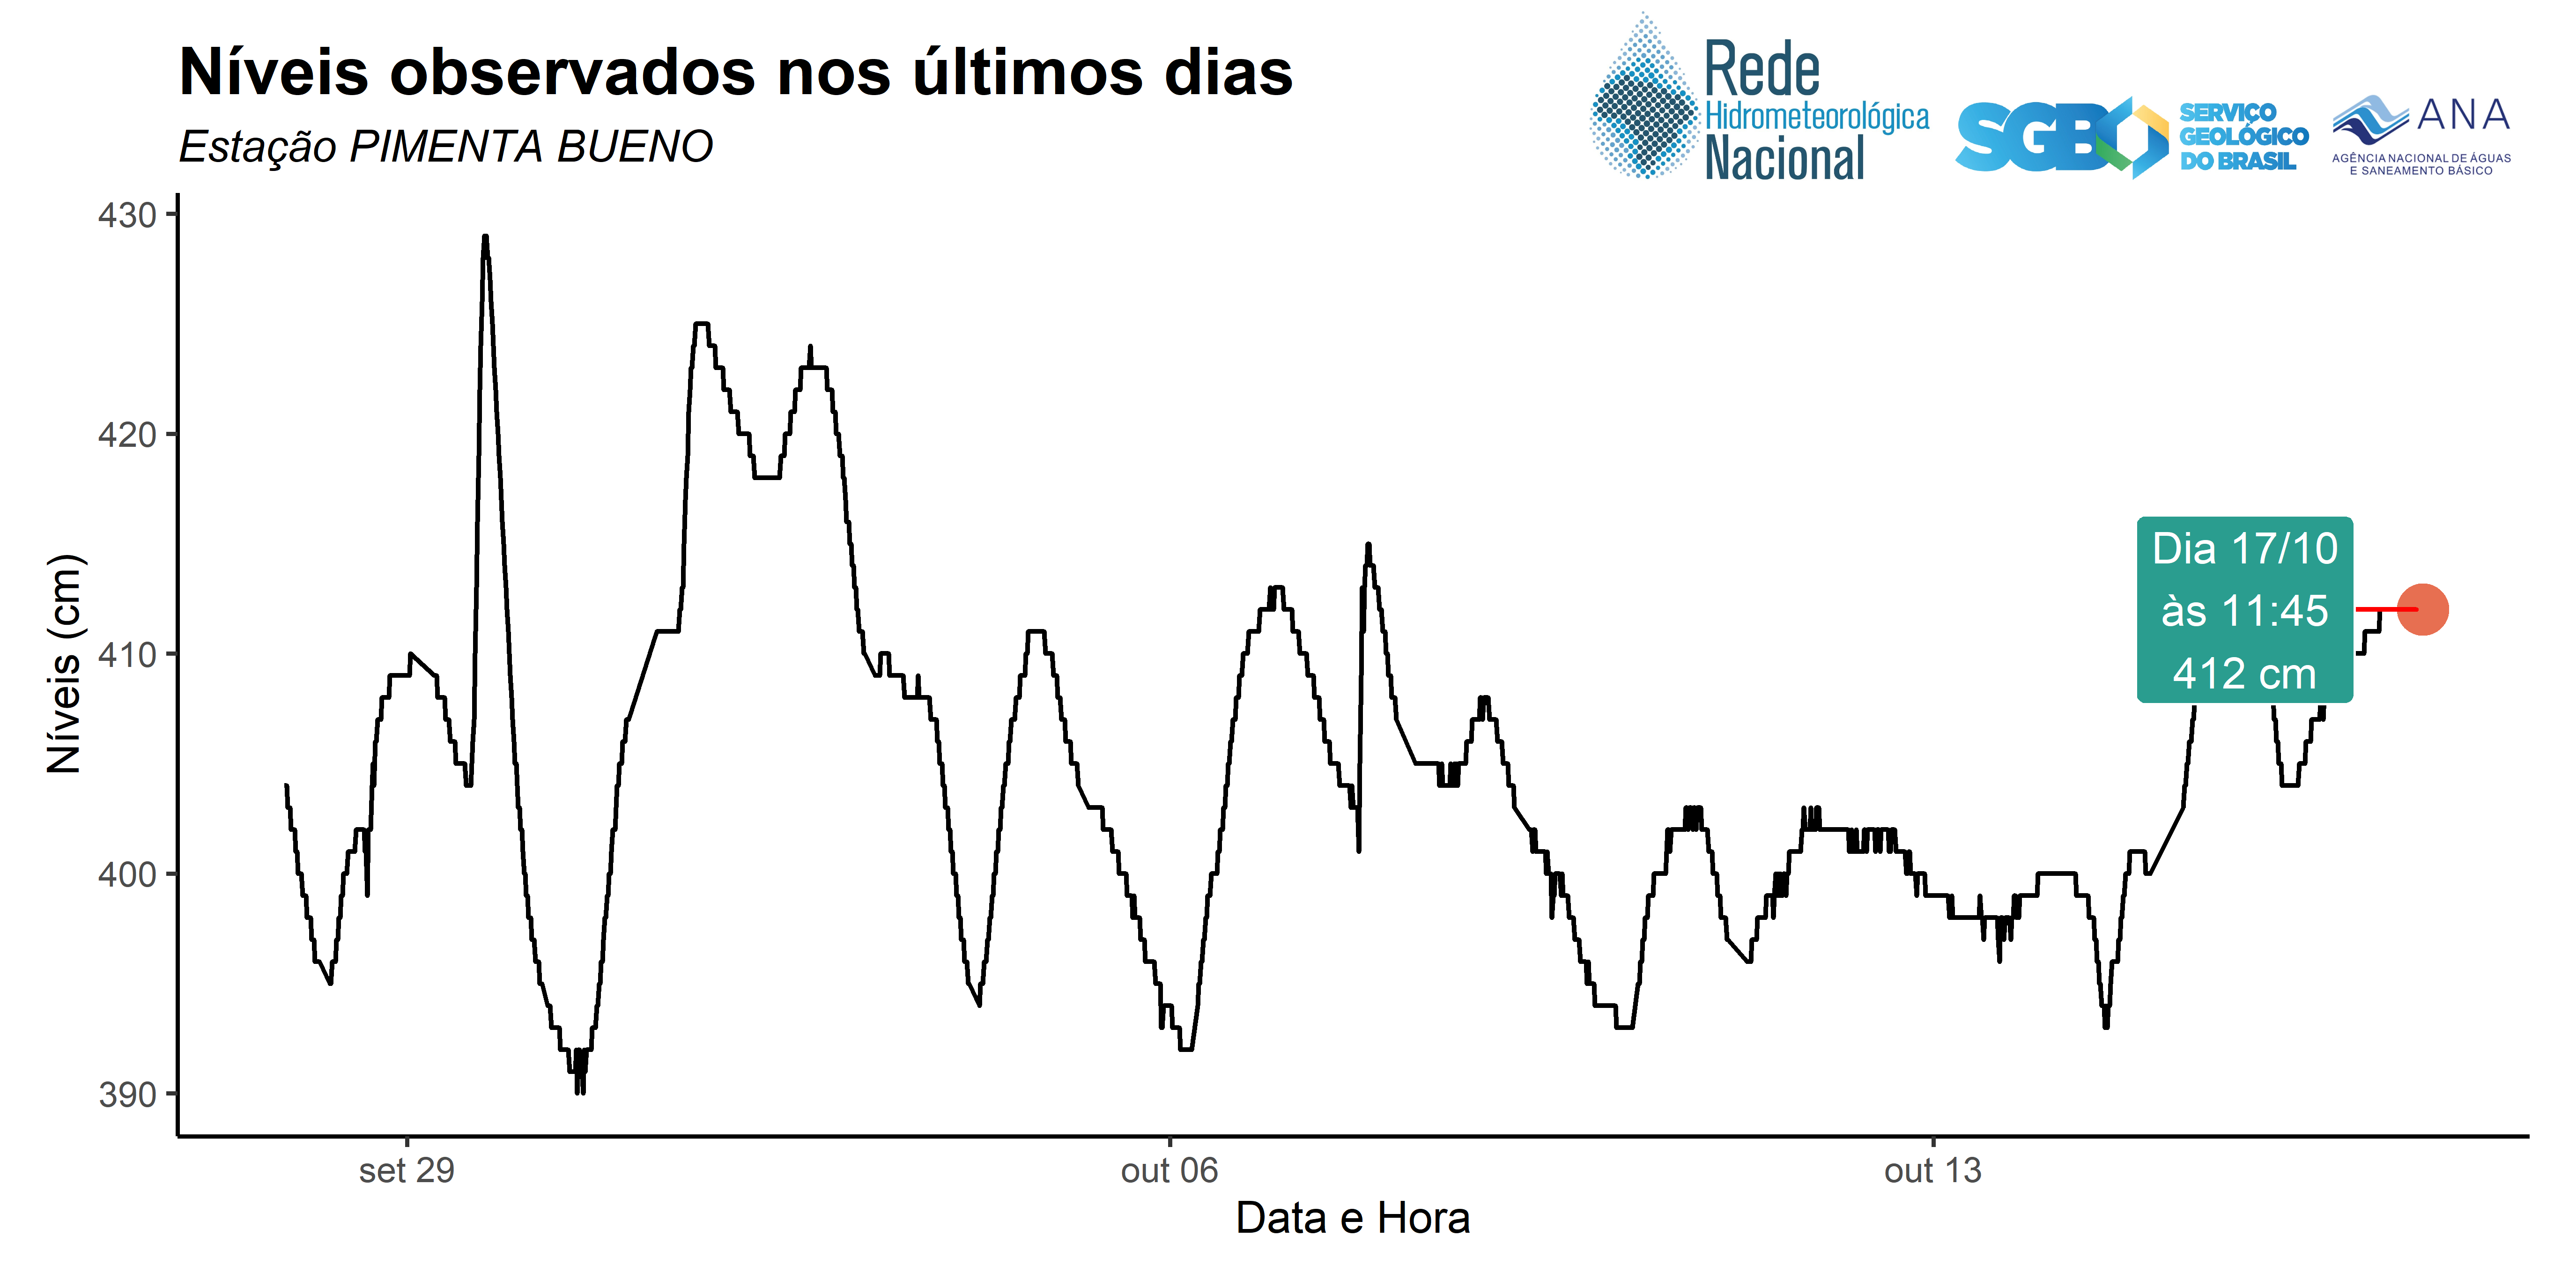 Níveis observados nos últimos dias
Estação PIMENTA BUENO
Rede
Hidrometeorológica
Nacional
SGB
SERVIÇO
GEOLÓGICO
DO BRASIL
ANA
AGÊNCIA NACIONAL DE ÁGUAS
E SANEAMENTO BÁSICO
Níveis (cm)
430
420
410
400
390
Dia 17/10
às 11:45
412 cm
set 29
out 06
out 13
Data e Hora